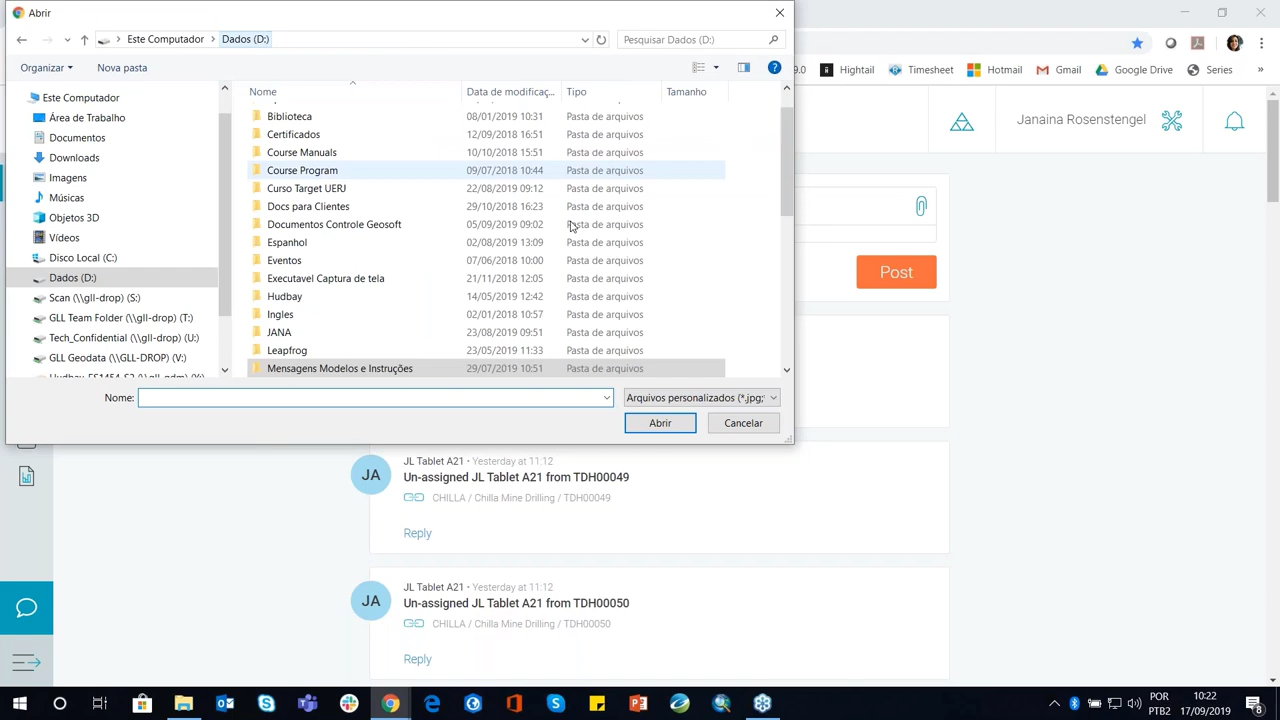 Abrir
Este Computador > Dados (D:)
Pesquisar Dados (D:)
Organizar
Nova pasta
9.0
Hightail
Timesheet
Hotmail
Gmail
Google Drive
Series
»
Janaina Rosenstengel
Este Computador
Área de Trabalho
Documentos
Downloads
Imagens
Músicas
Objetos 3D
Vídeos
Disco Local (C:)
Dados (D:)
Scan (\\gll-drop) (S:)
GLL Team Folder (\\gll-drop) (T:)
Tech_Confidential (\\gll-drop) (U:)
GLL Geodata (\\GLL-DROP) (V:)
Nome Data de modificaç... Tipo Tamanho
Biblioteca 08/01/2019 10:31 Pasta de arquivos
Certificados 12/09/2018 16:51 Pasta de arquivos
Course Manuals 10/10/2018 15:51 Pasta de arquivos
Course Program 09/07/2018 10:44 Pasta de arquivos
Curso Target UERJ 22/08/2019 09:12 Pasta de arquivos
Docs para Clientes 29/10/2018 16:23 Pasta de arquivos
Documentos Controle Geosoft 05/09/2019 09:02 Pasta de arquivos
Espanhol 02/08/2019 13:09 Pasta de arquivos
Eventos 07/06/2018 10:00 Pasta de arquivos
Executavel Captura de tela 21/11/2018 12:05 Pasta de arquivos
Hudbay 14/05/2019 12:42 Pasta de arquivos
Ingles 02/01/2018 10:57 Pasta de arquivos
JANA 23/08/2019 09:51 Pasta de arquivos
Leapfrog 23/05/2019 11:33 Pasta de arquivos
Mensagens Modelos e Instruções 29/07/2019 10:51 Pasta de arquivos
Nome:
Arquivos personalizados (*.jpg;
Abrir
Cancelar
Post
JA
JL Tablet A21 • Yesterday at 11:12
Un-assigned JL Tablet A21 from TDH00049
CHILLA / Chilla Mine Drilling / TDH00049
Reply
JA
JL Tablet A21 • Yesterday at 11:12
Un-assigned JL Tablet A21 from TDH00050
CHILLA / Chilla Mine Drilling / TDH00050
Reply
POR
PTB2
10:22
17/09/2019
8